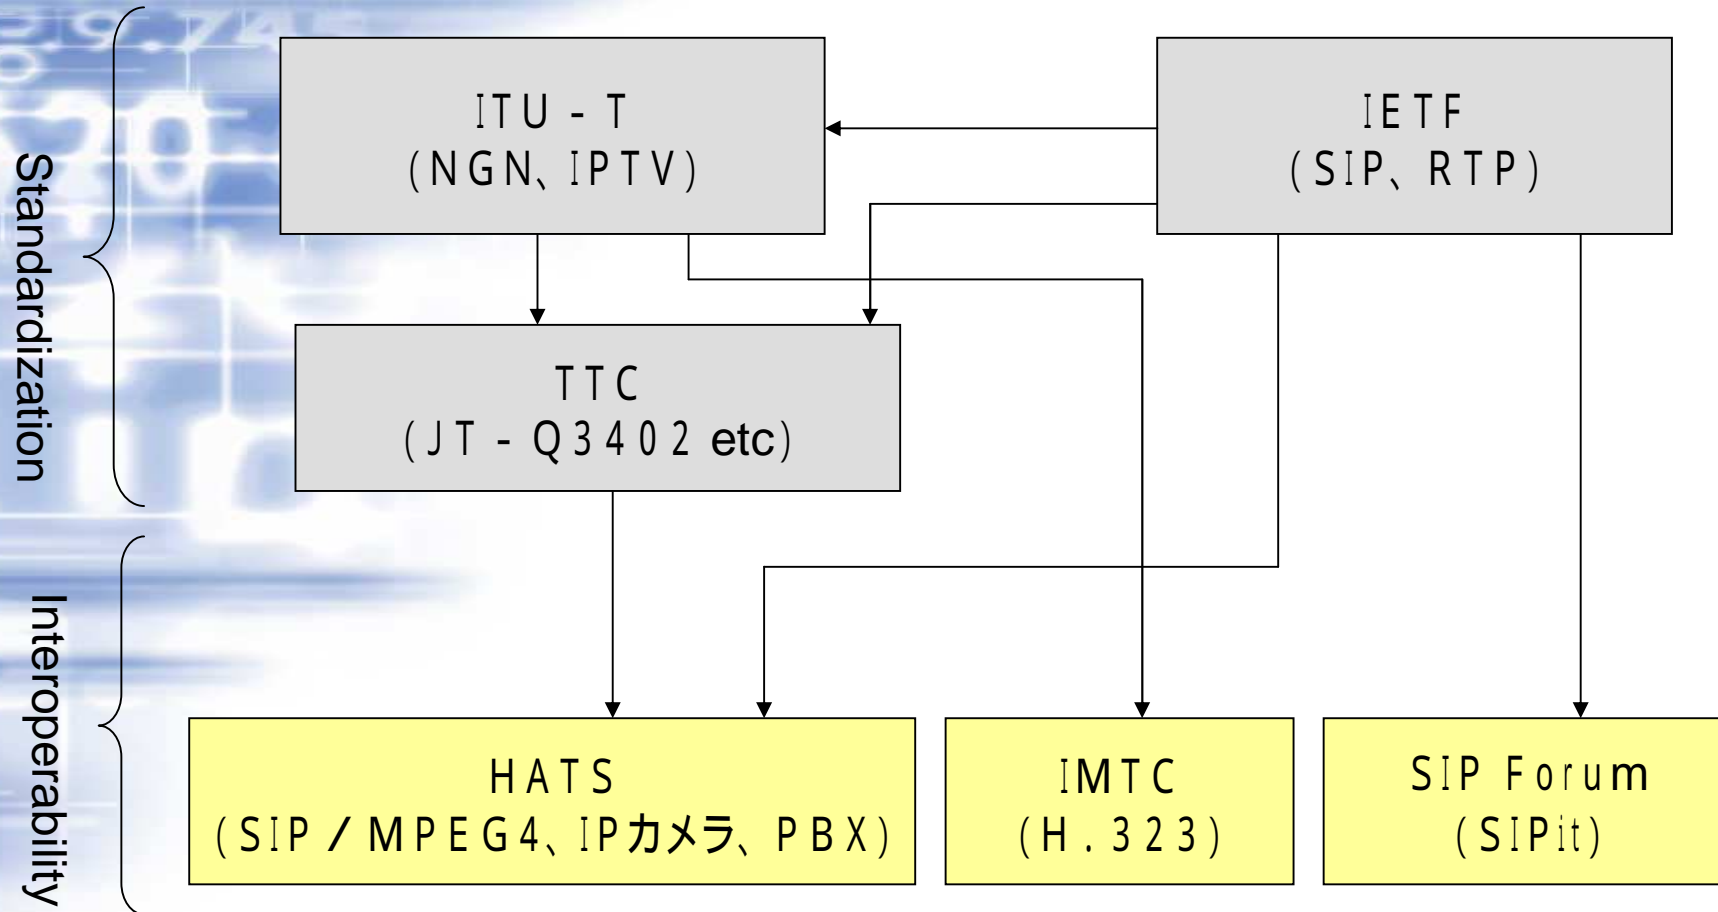 Standardization
ITU-T
(NGN、IPTV)
IETF
(SIP、RTP)
TTC
(JT-Q3402 etc)
Interoperability
HATS
(SIP/MPEG4、IPカメラ、PBX)
IMTC
(H.323)
SIP Forum
(SIPit)